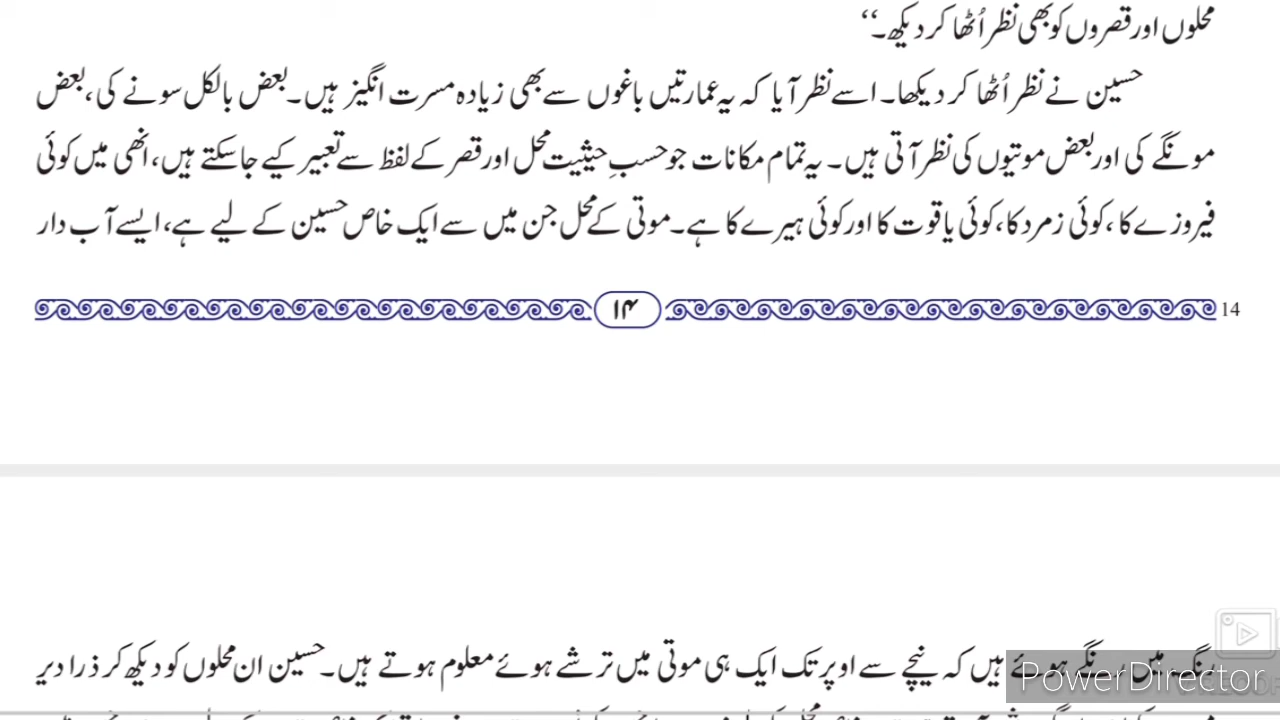 محلوں اور قصروں کو بھی نظر اُٹھا کر دیکھ۔‘‘
حسین نے نظر اُٹھا کر دیکھا۔ اسے نظر آیا کہ یہ عمارتیں باغوں سے بھی زیادہ مسرت انگیز ہیں۔ بعض بالکل سونے کی، بعض
مونگے کی اور بعض موتیوں کی نظر آتی ہیں۔ یہ تمام مکانات جو حسبِ حیثیت محل اور قصر کے لفظ سے تعبیر کیے جاسکتے ہیں، انھی میں کوئی
فیروزے کا، کوئی زمرد کا، کوئی یاقوت کا اور کوئی ہیرے کا ہے۔ موتی کے محل جن میں سے ایک خاص حسین کے لیے ہے، ایسے آب دار
۱۴
14
رنگ میں رنگے ہوئے ہیں کہ نیچے سے اوپر تک ایک ہی موتی میں ترشے ہوئے معلوم ہوتے ہیں۔ حسین ان محلوں کو دیکھ کر ذرا دیر
PowerDirector